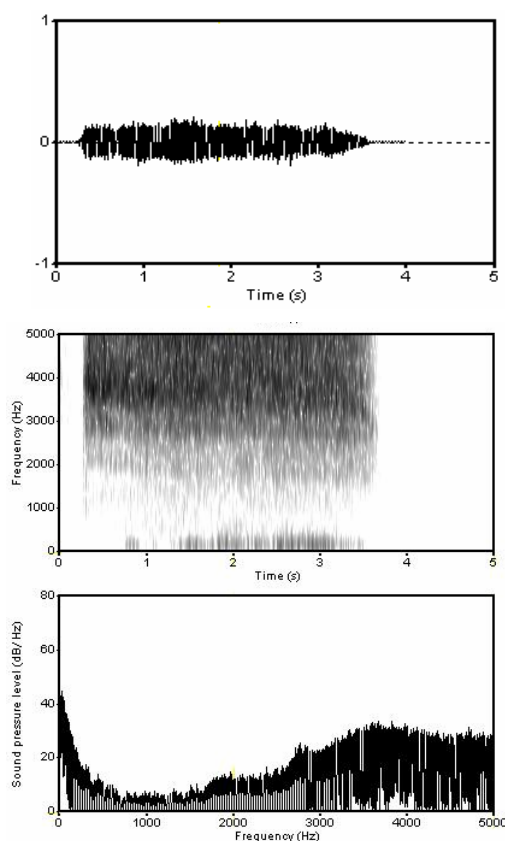 1
0
-1
0 1 2 3 4 5
Time (s)
5000
4000
3000
2000
1000
0
Frequency (Hz)
0 1 2 3 4 5
Time (s)
80
60
40
20
0
Sound pressure level (dB/Hz)
0 1000 2000 3000 4000 5000
Frequency (Hz)